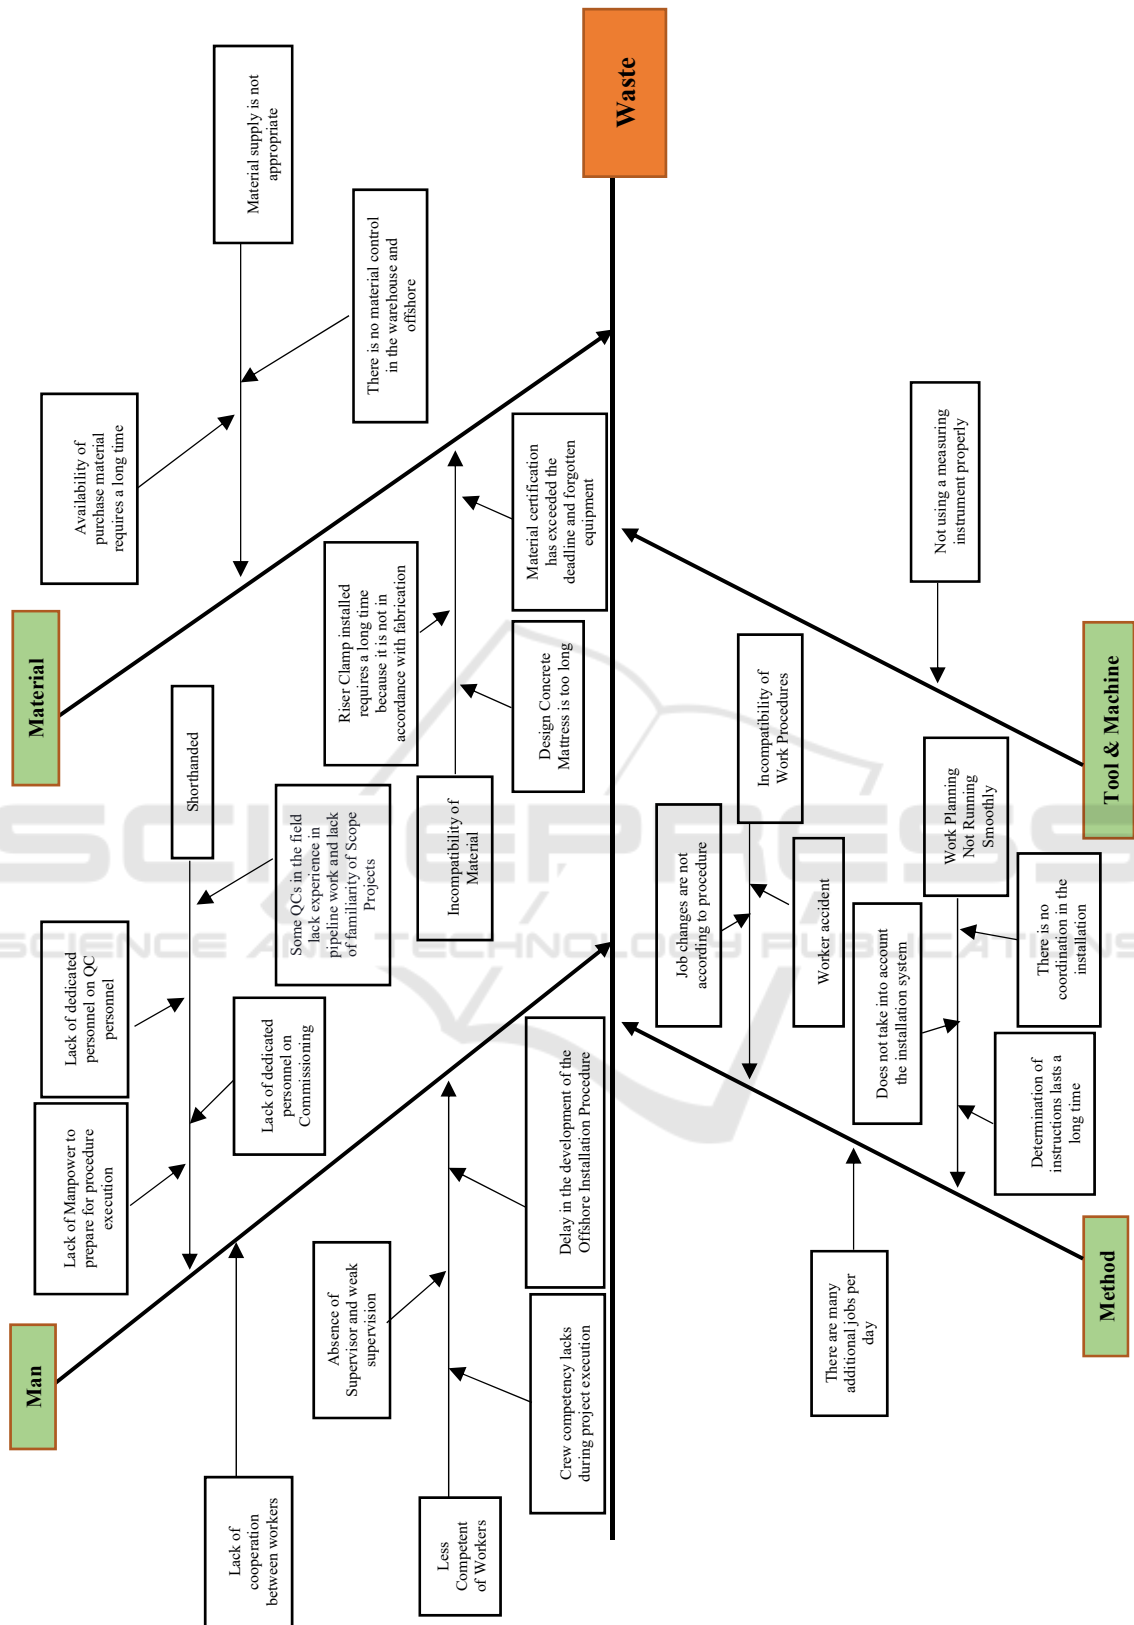 Man
Material
Lack of Manpower to
prepare for procedure
execution
Lack of dedicated
personnel on QC
personnel
Availability of
purchase material
requires a long time
Shorthanded
Material supply is not
appropriate
Lack of
cooperation
between workers
Lack of dedicated
personnel on
Commissioning
Some QCs in the field
lack experience in
pipeline work and lack
of familiarity of Scope
Projects
There is no material control
in the warehouse and
offshore
Absence of
Supervisor and weak
supervision
Riser Clamp installed
requires a long time
because it is not in
accordance with fabrication
Less
Competent
of Workers
Incompatibility of
Material
Crew competency lacks
during project execution
Delay in the development of the
Offshore Installation Procedure
Design Concrete
Mattress is too long
Material certification
has exceeded the
deadline and forgotten
equipment
Waste
Job changes are not
according to procedure
Incompatibility of
Work Procedures
Worker accident
There are many
additional jobs per
day
Does not take into account
the installation system
Work Planning
Not Running
Smoothly
Not using a measuring
instrument properly
Determination of
instructions lasts a
long time
There is no
coordination in the
installation
Method
Tool & Machine
SCITEPRESS
SCIENCE AND TECHNOLOGY PUBLICATIONS